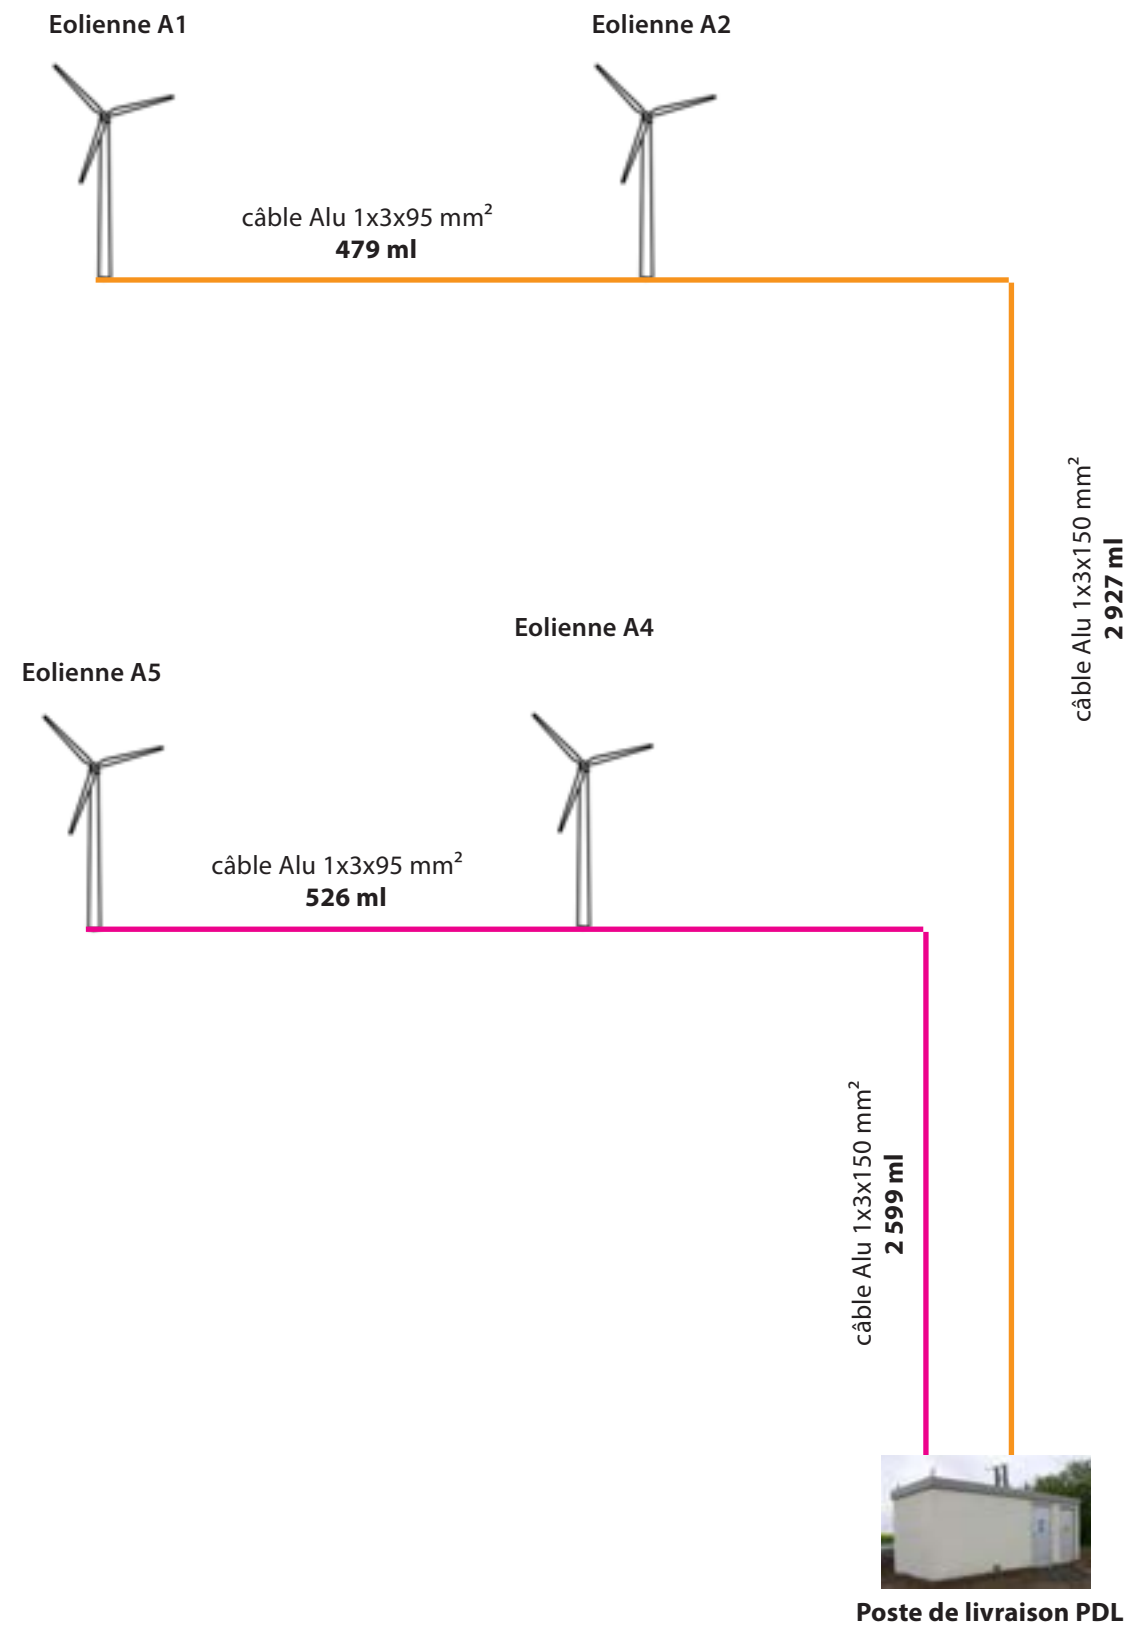 Eolienne A1
Eolienne A2
câble Alu 1x3x95 mm²
479 ml
câble Alu 1x3x150 mm²
2 927 ml
Eolienne A4
Eolienne A5
câble Alu 1x3x95 mm²
526 ml
câble Alu 1x3x150 mm²
2 599 ml
Poste de livraison PDL